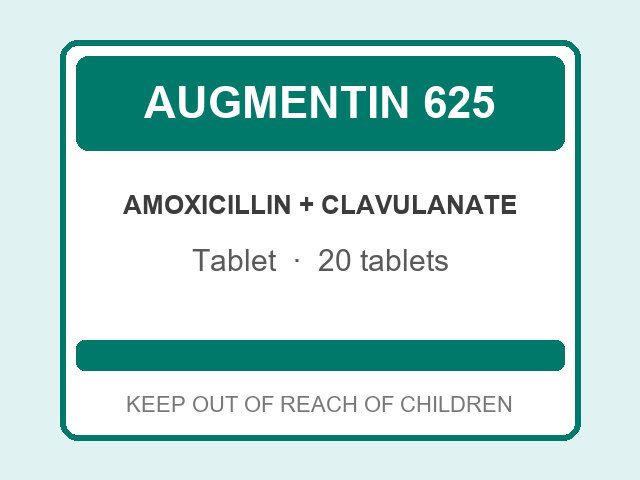 AUGMENTIN 625
AMOXICILLIN + CLAVULANATE
Tablet · 20 tablets
KEEP OUT OF REACH OF CHILDREN